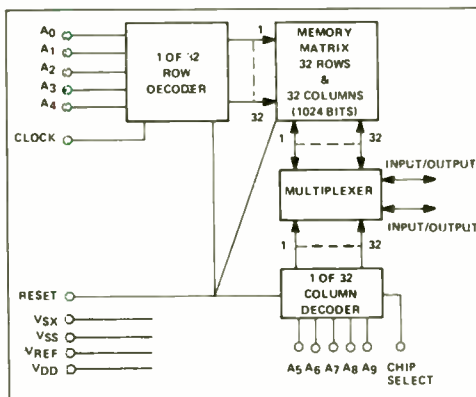 A0
A1
A2
A3
A4
CLOCK
1 OF 32
ROW
DECODER
1
32
MEMORY
MATRIX
32 ROWS
&
32 COLUMNS
(1024 BITS)
1
32
MULTIPLEXER
INPUT/OUTPUT
INPUT/OUTPUT
1
32
1 OF 32
COLUMN
DECODER
RESET
VSX
VSS
VREF
VDD
A5 A6 A7 A8 A9
CHIP
SELECT